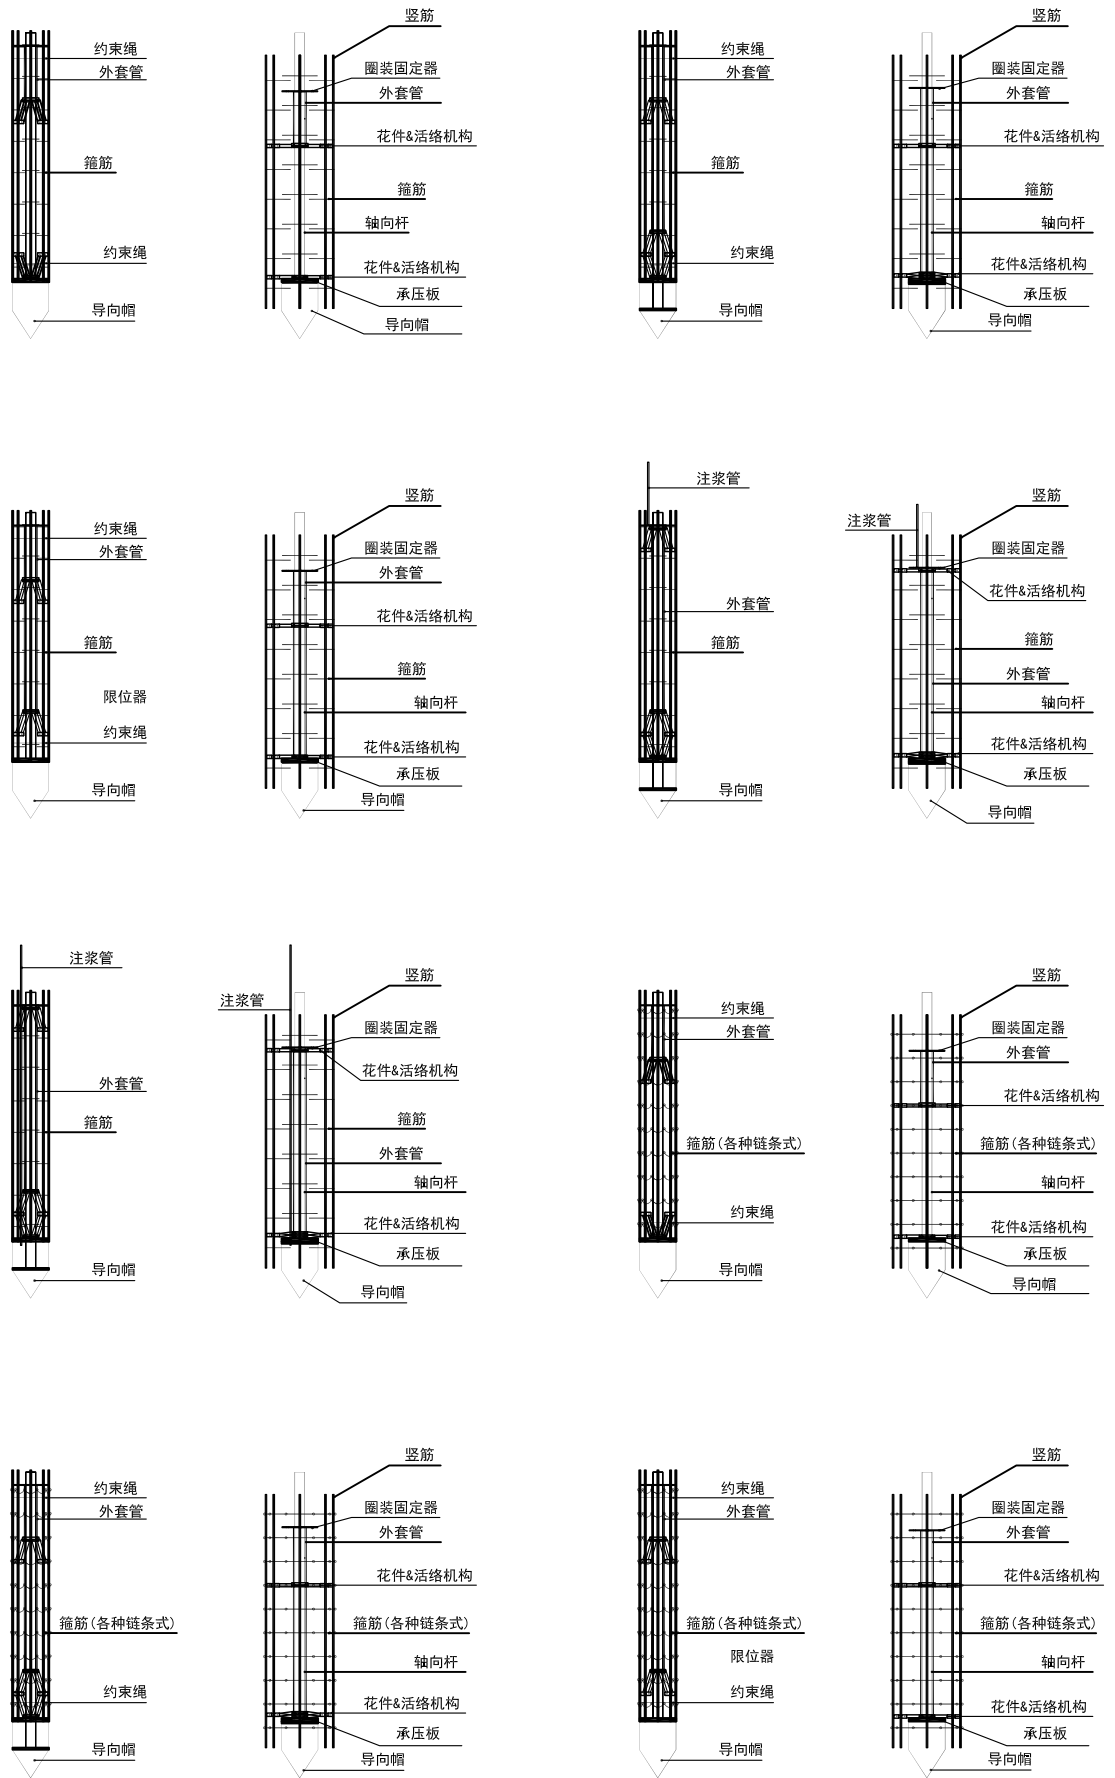 约束绳
外套管
箍筋
约束绳
导向帽
竖筋
圈装固定器
外套管
花件&活络机构
箍筋
轴向杆
花件&活络机构
承压板
导向帽
约束绳
外套管
箍筋
约束绳
导向帽
竖筋
圈装固定器
外套管
花件&活络机构
箍筋
轴向杆
花件&活络机构
承压板
导向帽
约束绳
外套管
箍筋
限位器
约束绳
导向帽
竖筋
圈装固定器
外套管
花件&活络机构
箍筋
轴向杆
花件&活络机构
承压板
导向帽
注浆管
外套管
箍筋
导向帽
竖筋
注浆管
圈装固定器
花件&活络机构
箍筋
外套管
轴向杆
花件&活络机构
承压板
导向帽
注浆管
外套管
箍筋
导向帽
竖筋
注浆管
圈装固定器
花件&活络机构
箍筋
外套管
轴向杆
花件&活络机构
承压板
导向帽
约束绳
外套管
箍筋(各种链条式)
约束绳
导向帽
竖筋
圈装固定器
外套管
花件&活络机构
箍筋(各种链条式)
轴向杆
花件&活络机构
承压板
导向帽
约束绳
外套管
箍筋(各种链条式)
约束绳
导向帽
竖筋
圈装固定器
外套管
花件&活络机构
箍筋(各种链条式)
轴向杆
花件&活络机构
承压板
导向帽
约束绳
外套管
箍筋(各种链条式)
限位器
约束绳
导向帽
竖筋
圈装固定器
外套管
花件&活络机构
箍筋(各种链条式)
轴向杆
花件&活络机构
承压板
导向帽